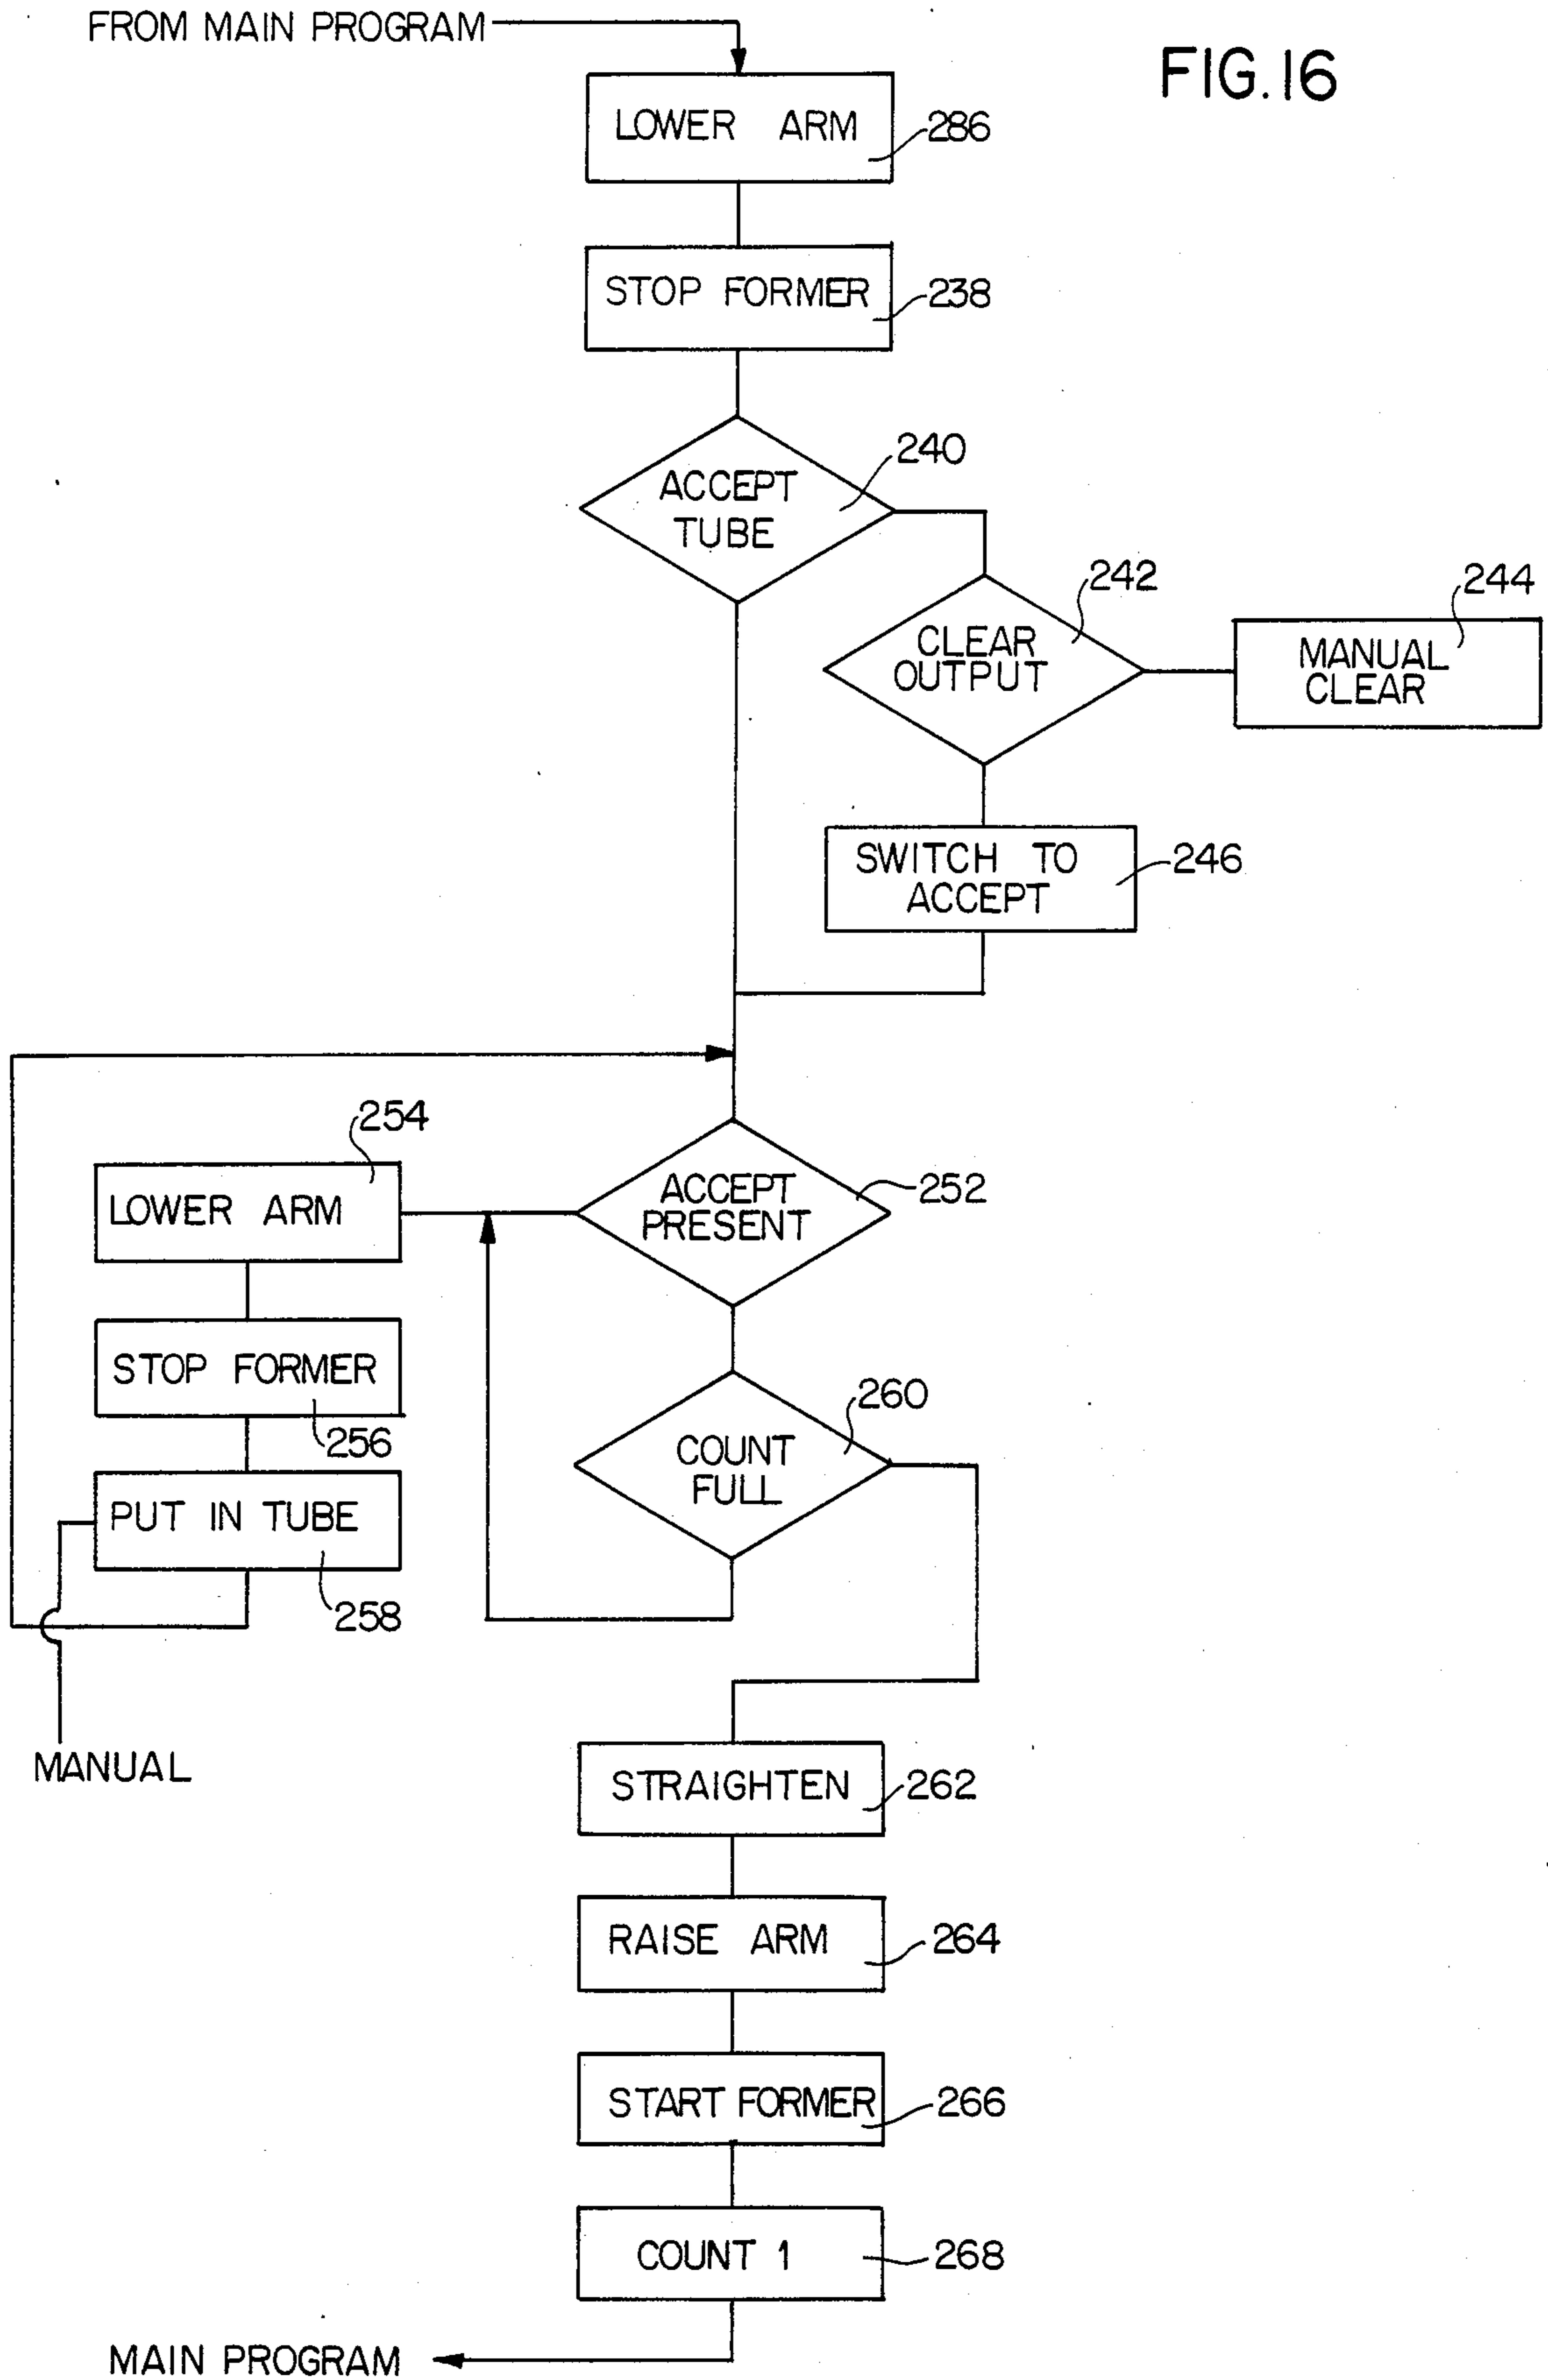 FROM MAIN PROGRAM
FIG. 16
LOWER ARM
286
STOP FORMER
238
ACCEPT
TUBE
240
CLEAR
OUTPUT
242
MANUAL
CLEAR
244
SWITCH TO
ACCEPT
246
LOWER ARM
254
ACCEPT
PRESENT
252
STOP FORMER
256
COUNT
FULL
260
PUT IN TUBE
258
MANUAL
STRAIGHTEN
262
RAISE ARM
264
START FORMER
266
COUNT 1
268
MAIN PROGRAM